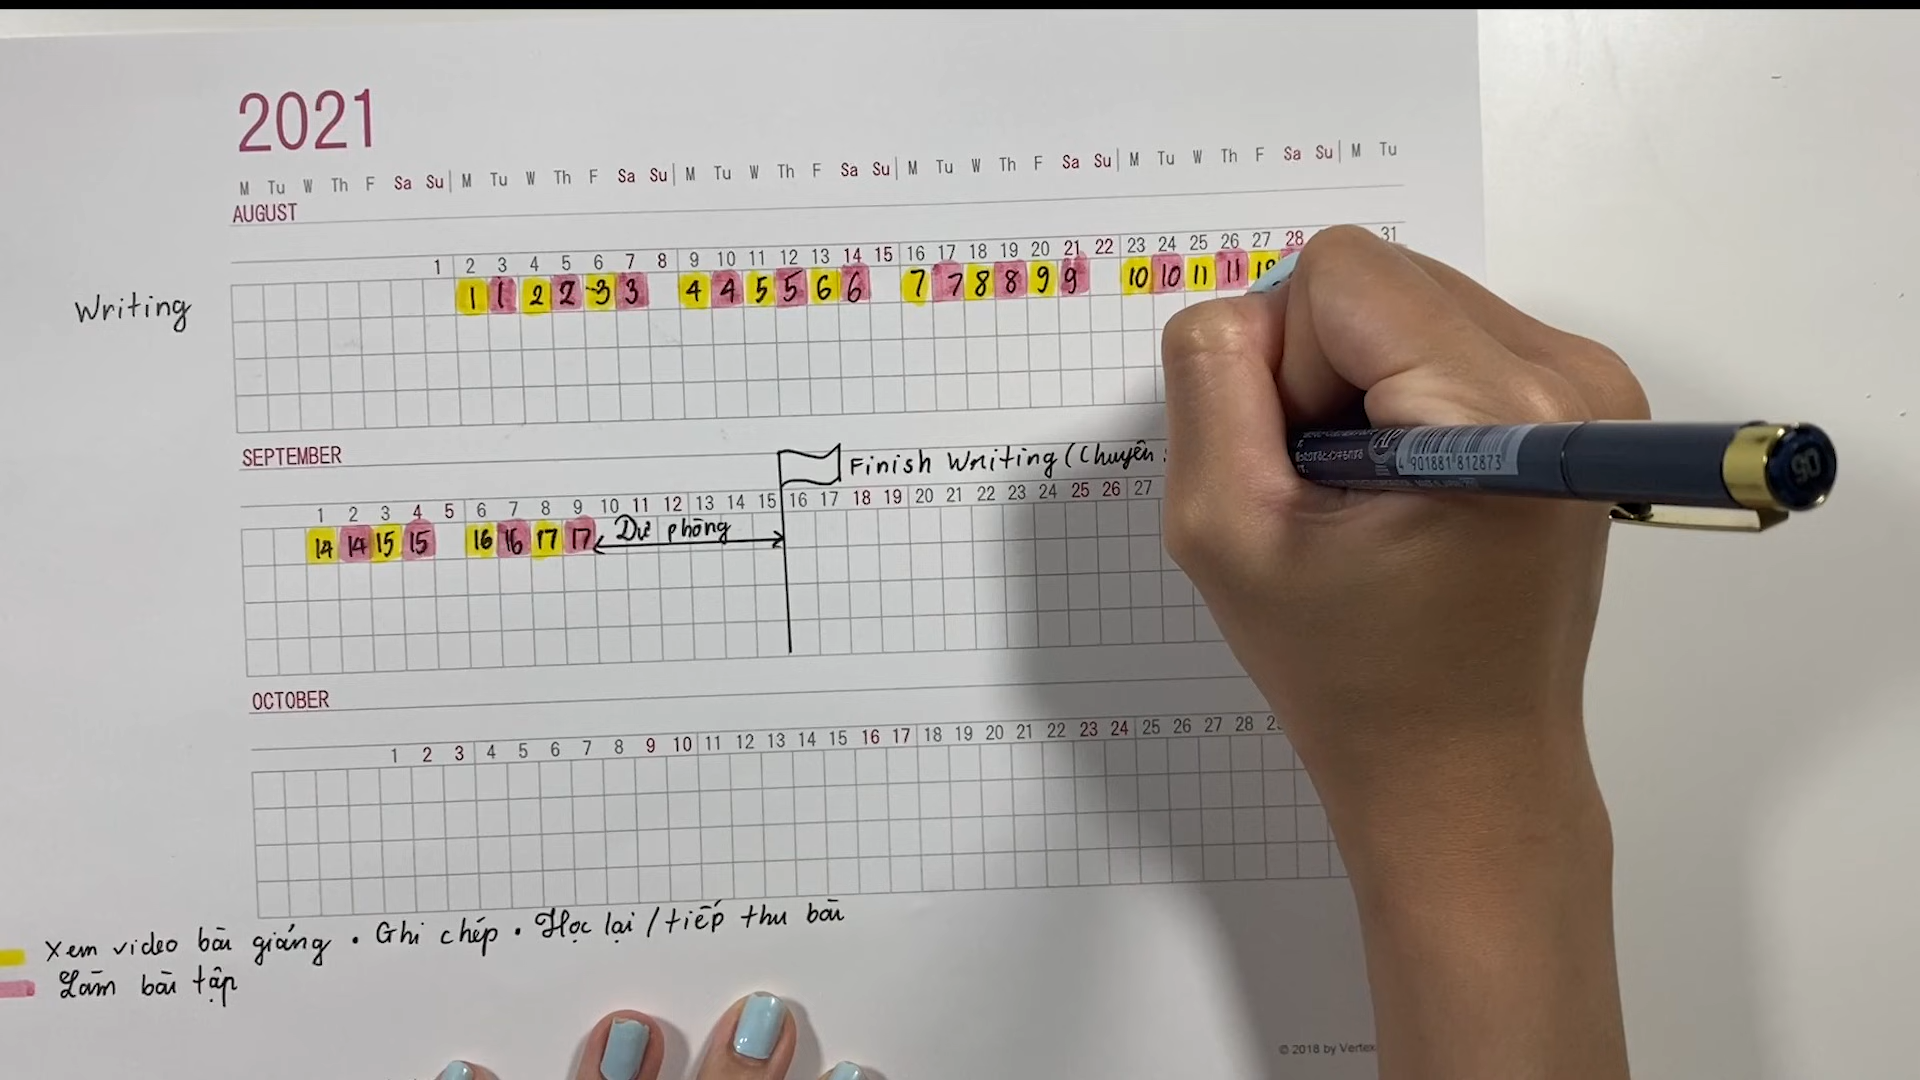 2021
M Tu W Th F Sa Su M Tu W Th F Sa Su M Tu W Th F Sa Su M Tu W Th F Sa Su M Tu W Th F Sa Su M Tu
AUGUST
1 2 3 4 5 6 7 8 9 10 11 12 13 14 15 16 17 18 19 20 21 22 23 24 25 26 27 28 31
Writing 1 1 2 2 3 3 4 4 5 5 6 6 7 7 8 8 9 9 10 10 11 11
SEPTEMBER
Finish Writing (Chuyên
1 2 3 4 5 6 7 8 9 10 11 12 13 14 15 16 17 18 19 20 21 22 23 24 25 26 27
14 14 15 15 16 16 17 17 Dự phòng
OCTOBER
1 2 3 4 5 6 7 8 9 10 11 12 13 14 15 16 17 18 19 20 21 22 23 24 25 26 27 28
Xem video bài giảng • Ghi chép • Học lại / tiếp thu bài
Làm bài tập
AP
4 901881 812873
05
© 2018 by Vertex